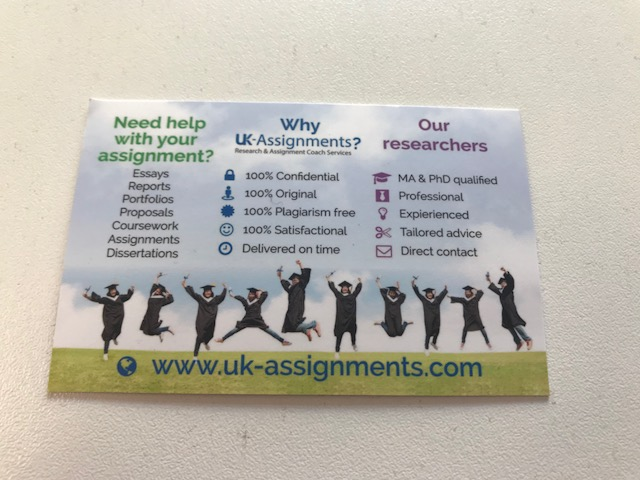 Need help
with your
assignment?
Essays
Reports
Portfolios
Proposals
Coursework
Assignments
Dissertations
Why
UK-Assignments?
Research & Assignment Coach Services
100% Confidential
100% Original
100% Plagiarism free
100% Satisfactional
Delivered on time
Our
researchers
MA & PhD qualified
Professional
Expierienced
Tailored advice
Direct contact
www.uk-assignments.com